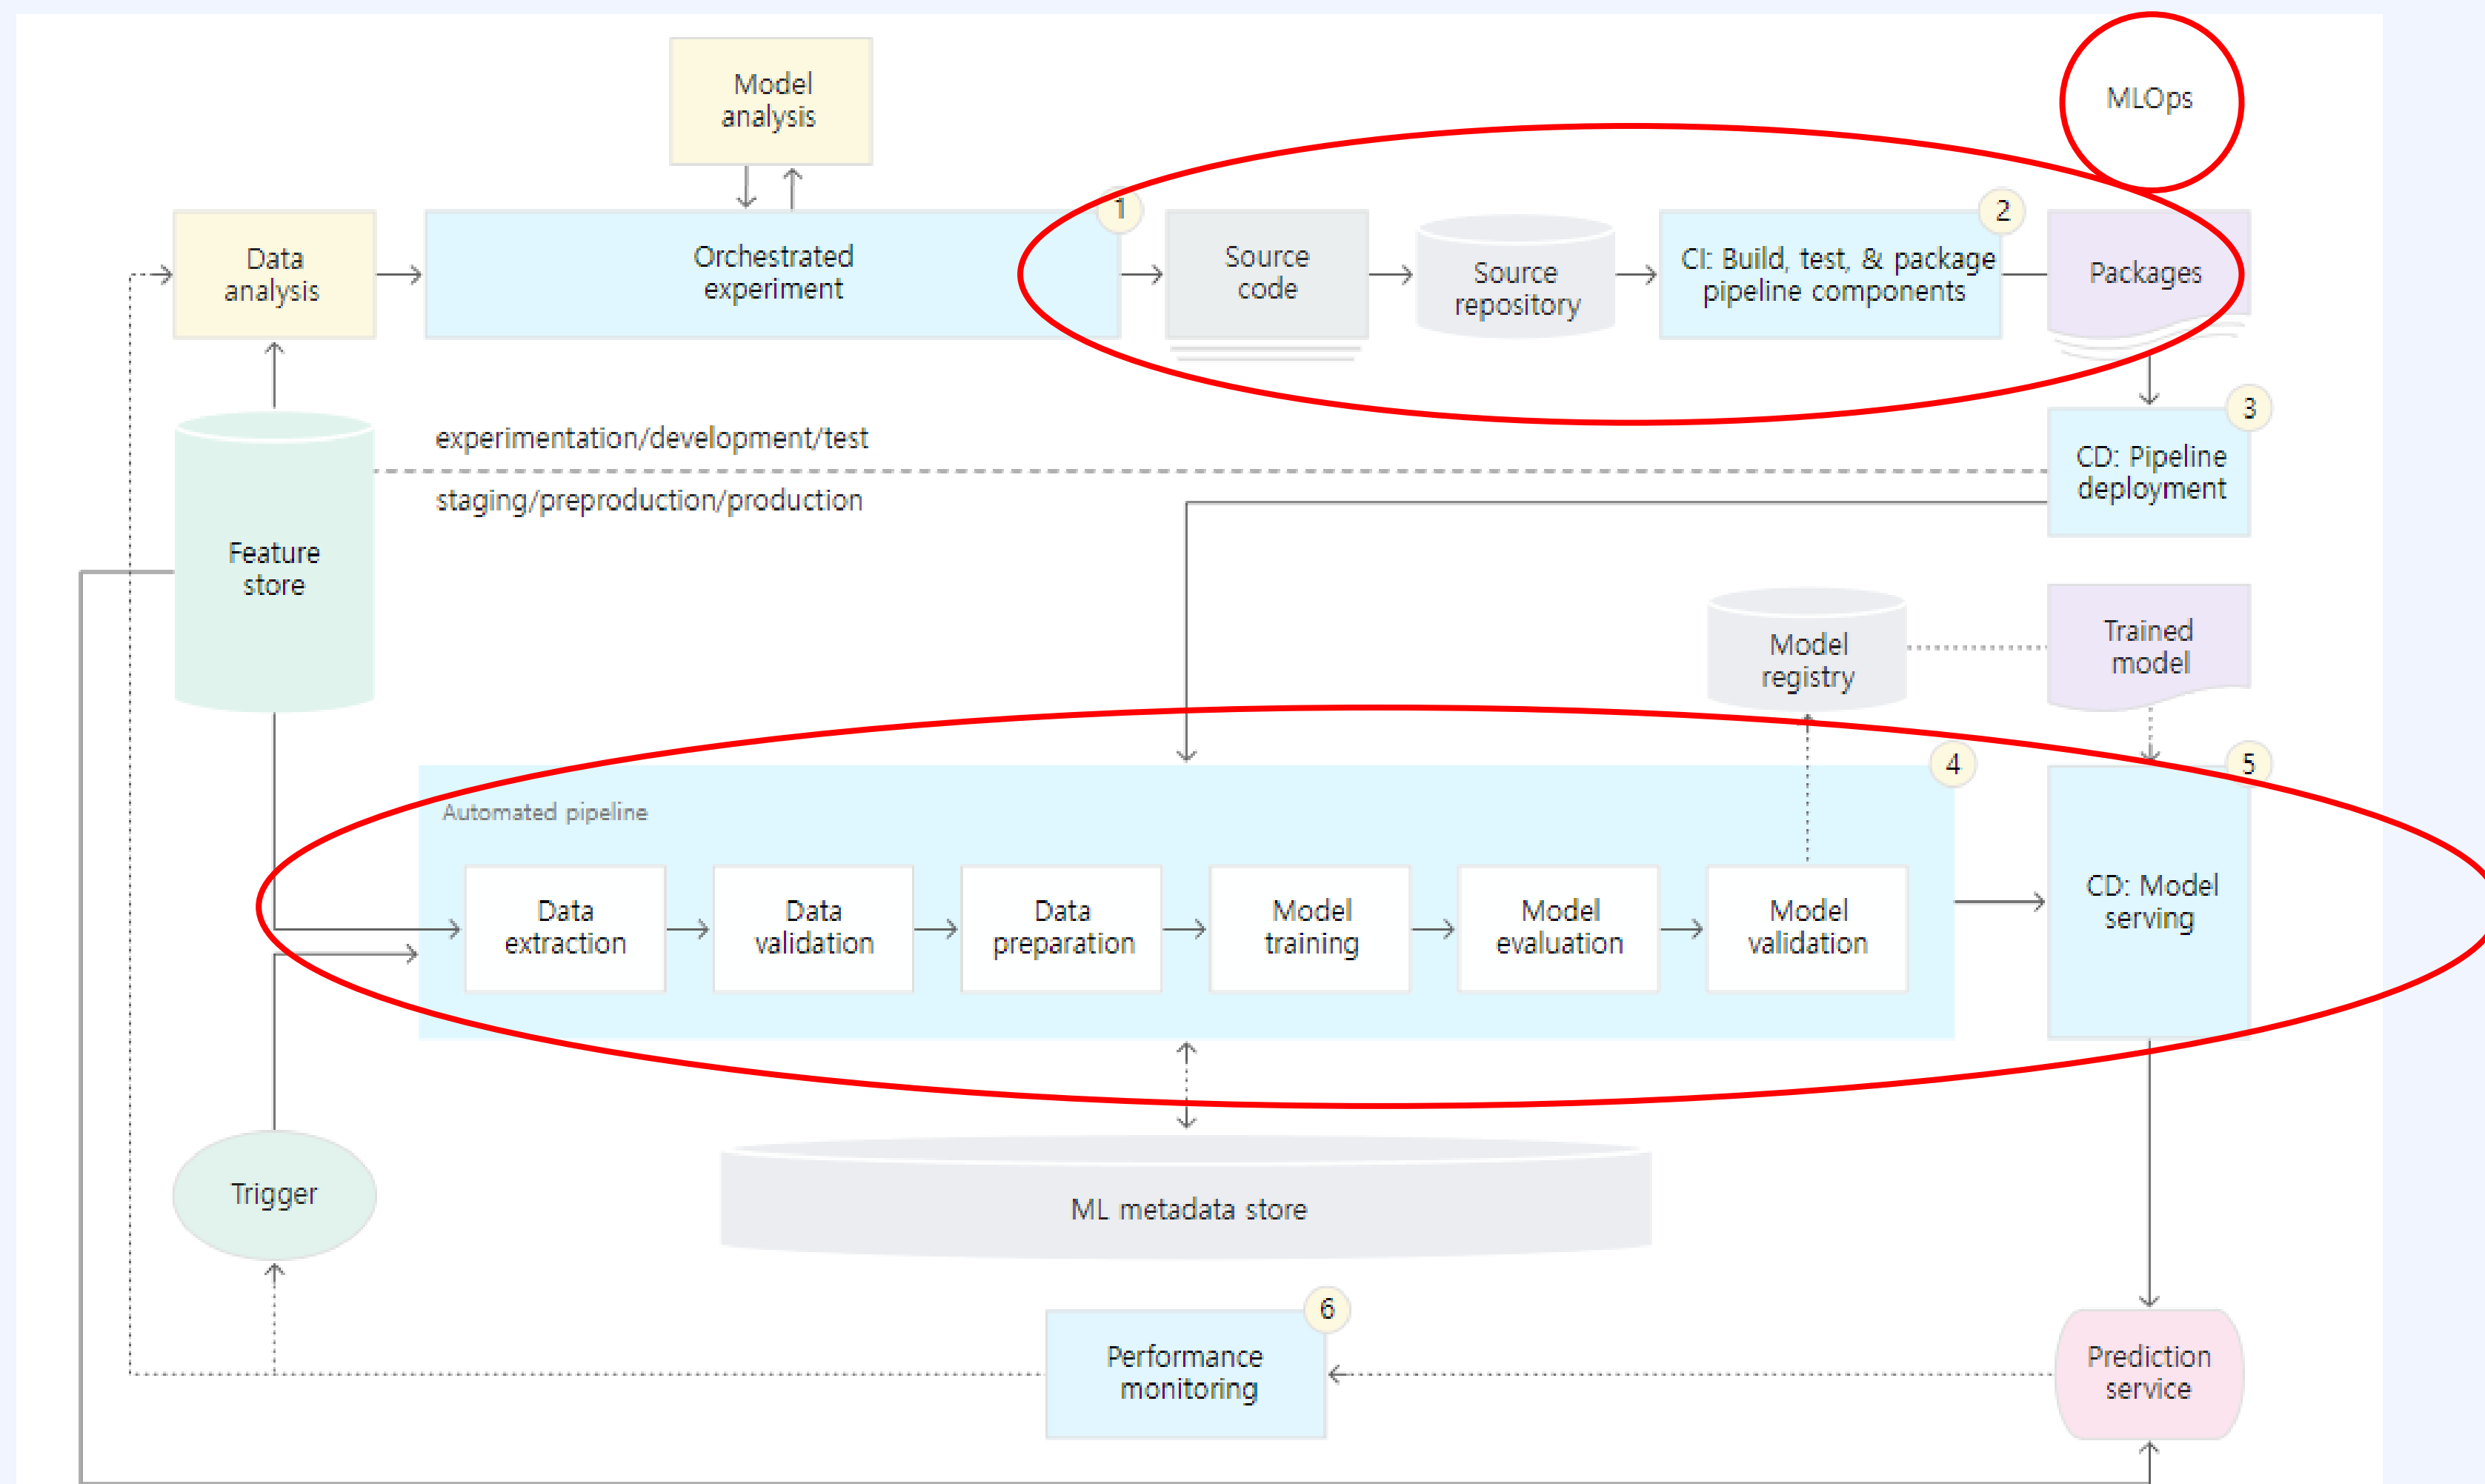 Model
analysis
MLOps
1
2
Data
analysis
Orchestrated
experiment
Source
code
Source
repository
CI: Build, test, & package
pipeline components
Packages
3
CD: Pipeline
deployment
experimentation/development/test
staging/preproduction/production
Feature
store
Model
registry
Trained
model
4
5
Automated pipeline
Data
extraction
Data
validation
Data
preparation
Model
training
Model
evaluation
Model
validation
CD: Model
serving
Trigger
ML metadata store
6
Performance
monitoring
Prediction
service